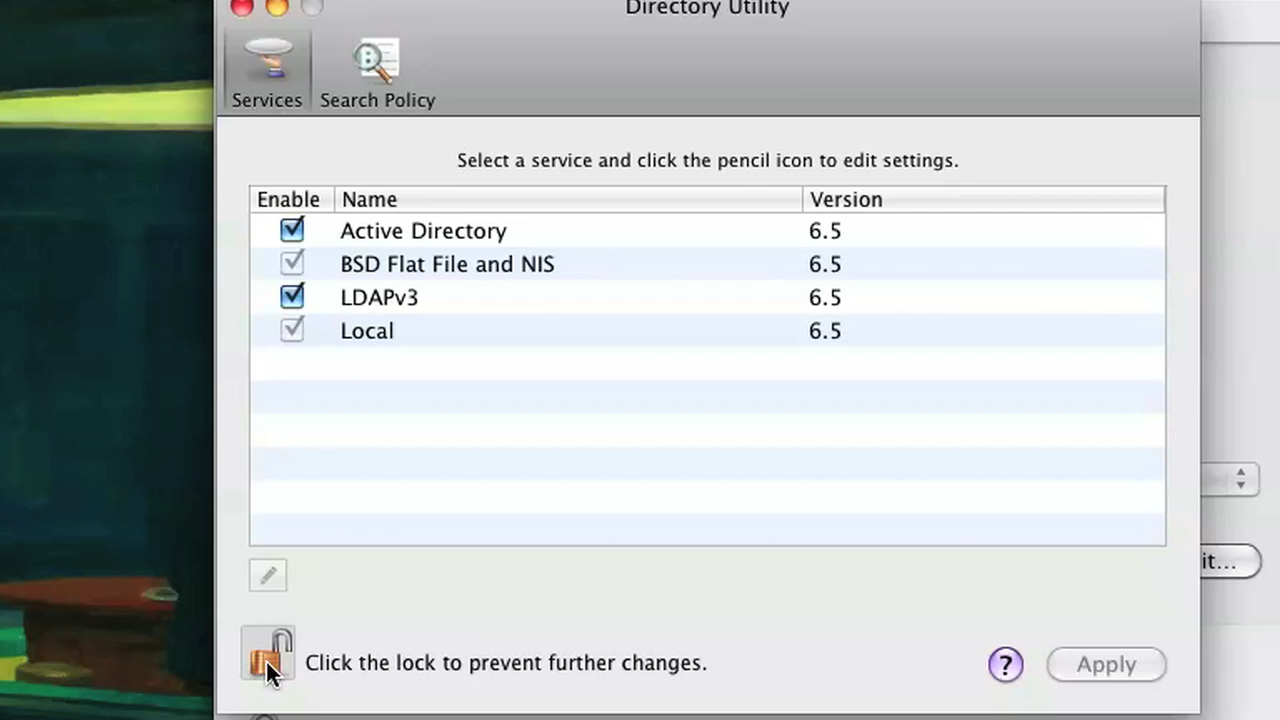 Directory Utility
Services
Search Policy
Select a service and click the pencil icon to edit settings.
Enable Name Version
Active Directory 6.5
BSD Flat File and NIS 6.5
LDAPv3 6.5
Local 6.5
it...
Click the lock to prevent further changes.
? Apply